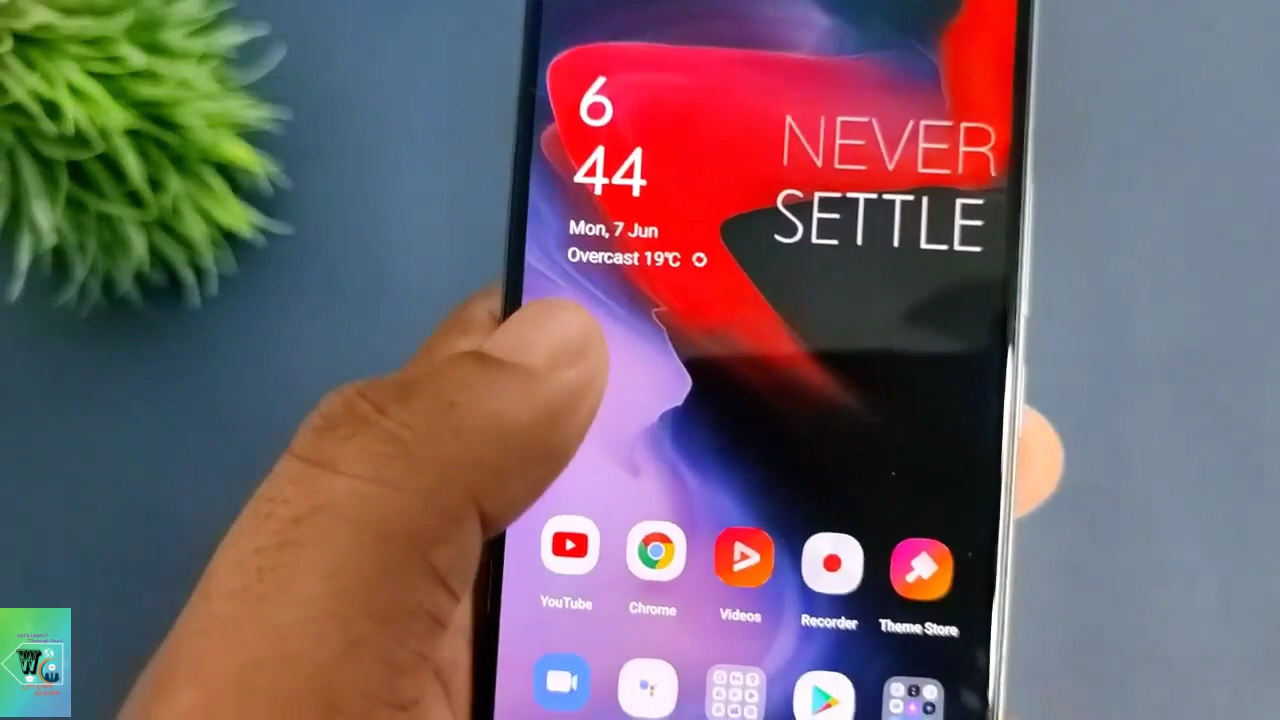 6
44
Mon, 7 Jun
Overcast 19℃
NEVER
SETTLE
YouTube
Chrome
Videos
Recorder
Theme Store